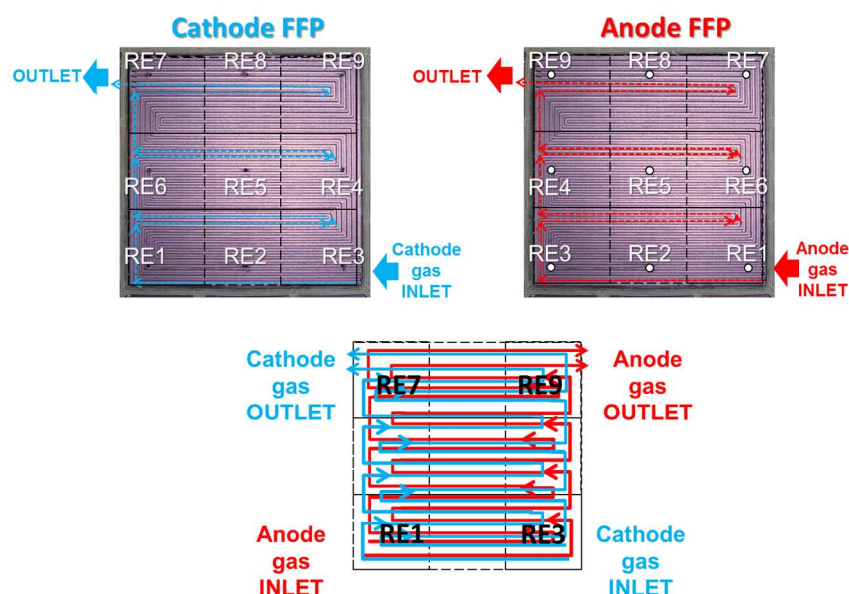 Cathode FFP
RE7 RE8 RE9
OUTLET
RE6 RE5 RE4
RE1 RE2 RE3
Cathode
gas
INLET
Anode FFP
RE9 RE8 RE7
OUTLET
RE4 RE5 RE6
RE3 RE2 RE1
Anode
gas
INLET
Cathode
gas
OUTLET
RE7 RE9
Anode
gas
OUTLET
Anode
gas
INLET
RE1 RE3
Cathode
gas
INLET